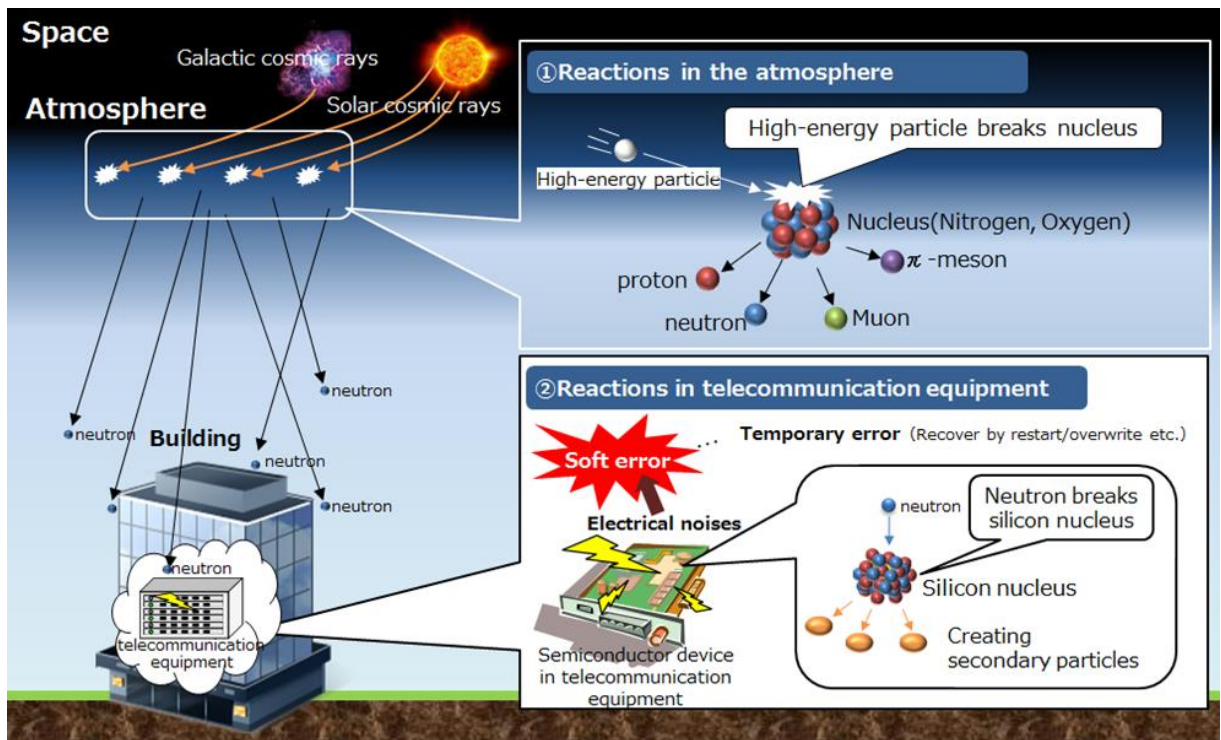 Space
Galactic cosmic rays
Solar cosmic rays
Atmosphere
neutron
neutron
Building
neutron
neutron
neutron
telecommunication
equipment
①Reactions in the atmosphere
High-energy particle breaks nucleus
High-energy particle
Nucleus(Nitrogen, Oxygen)
π -meson
proton
neutron
Muon
②Reactions in telecommunication equipment
Soft error
... Temporary error (Recover by restart/overwrite etc.)
Electrical noises
Semiconductor device
in telecommunication
equipment
neutron
Neutron breaks
silicon nucleus
Silicon nucleus
Creating
secondary particles